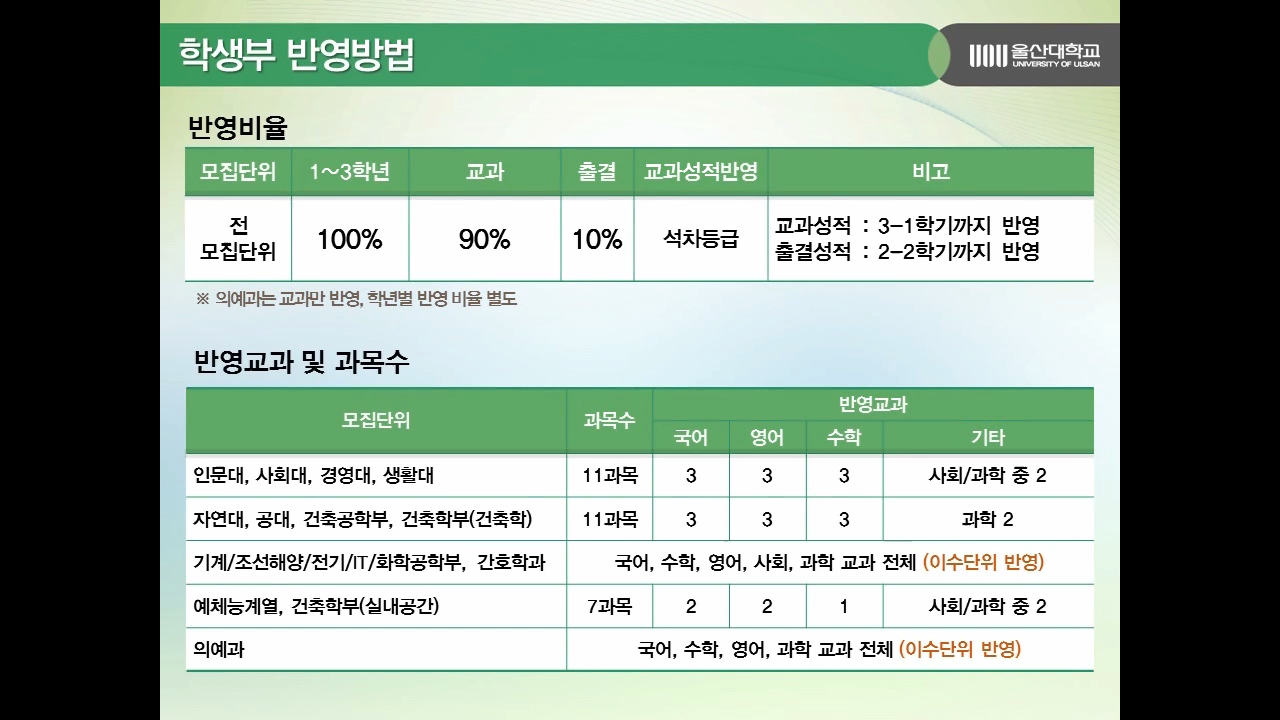 학생부 반영방법
울산대학교
UNIVERSITY OF ULSAN
반영비율
모집단위 1~3학년 교과 출결 교과성적반영 비고
전
모집단위 100% 90% 10% 석차등급 교과성적 : 3-1학기까지 반영
출결성적 : 2-2학기까지 반영
※ 의예과는 교과만 반영, 학년별 반영 비율 별도
반영교과 및 과목수
모집단위 과목수 반영교과
국어 영어 수학 기타
인문대, 사회대, 경영대, 생활대 11과목 3 3 3 사회/과학 중 2
자연대, 공대, 건축공학부, 건축학부(건축학) 11과목 3 3 3 과학 2
기계/조선해양/전기/IT/화학공학부, 간호학과 국어, 수학, 영어, 사회, 과학 교과 전체 (이수단위 반영)
예체능계열, 건축학부(실내공간) 7과목 2 2 1 사회/과학 중 2
의예과 국어, 수학, 영어, 과학 교과 전체 (이수단위 반영)